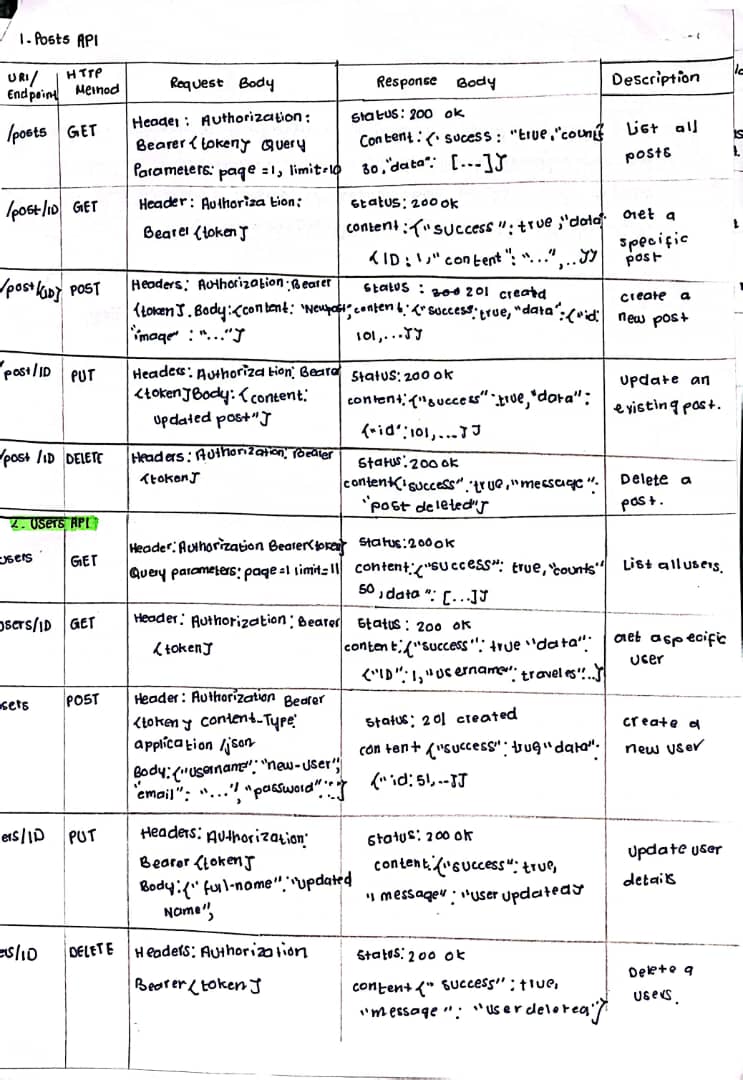 1. Posts API
URI/ Endpoint | HTTP Method | Request Body | Response Body | Description
/posts | GET | Header: Authorization: | Status: 200 ok | List all
Bearer {token} Query | Content: {. sucess: "true, "count | posts
Parameters: page =1, limit=10 | 30, "data": [...]}
/post/ID | GET | Header: Authorization: | Status: 200 ok | Get a
Bearer {token} | content: {"success": true, "data | specific
{ID: 1, "content": "...", .. }} | post
/post/{ID} | POST | Headers: Authorization: Bearer | Status: 201 created | create a
{token}. Body: {content: "New post", | content: {"success: true, "data": {"id: | new post
"image": "..."} | 101, ...}}
post/ID | PUT | Headers: Authorization: Bearer | Status: 200 ok | Update an
{token} Body: {content: | content: {"success": true, "data": | existing post.
Updated post"} | {"id": 101, ...}}
/post /ID | DELETE | Headers: Authorization: Bearer | Status: 200 ok | Delete a
{token} | content {"success": true, "message": | post.
"post deleted"}
2. Users API
users | GET | Header: Authorization Bearer {token} | Status: 200 ok | List all users.
Query parameters: page=1 limit=11 | content: {"success": true, "counts"
50, data": [...]}
users/ID | GET | Header: Authorization: Bearer | Status: 200 ok | Get a specific
{token} | content: {"success": true "data": | user
{"ID": 1, "username": traveles"..}
sers | POST | Header: Authorization Bearer | Status: 201 created | create a
{token} Content-Type: | content {"success": true "data": | new user
application /json | {"id: 51, ..}}
Body: {"username": "new-user",
"email": "...", "password": ".."}
ers/ID | PUT | Headers: Authorization: | Status: 200 ok | Update user
Bearer {token} | content: {"success": true, | details
Body: {"full-name": "Updated | "message": "User updated}
Name",
ers/ID | DELETE | Headers: Authorization | Status: 200 ok | Delete a
Bearer {token} | content {"success": true, | users.
"message": "user deleted"}